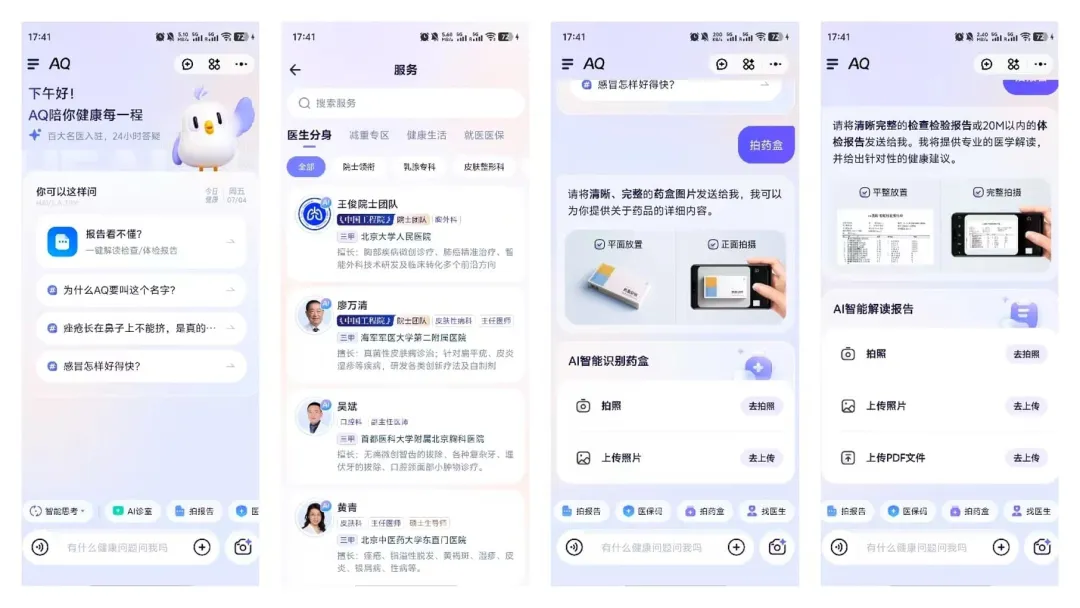 17:41
AQ
下午好!
AQ陪你健康每一程
百大名医入驻，24小时答疑
你可以这样问
今日健康
周五
07/04
报告看不懂?
一键解读检查/体检报告
为什么AQ要叫这个名字?
痤疮长在鼻子上不能挤，是真的…
感冒怎样好得快?
智能思考
AI诊室
拍报告
医
有什么健康问题问我吗
17:41
服务
搜索服务
医生分身
减重专区
健康生活
就医医保
全部
院士领衔
乳腺专科
皮肤整形科
AI
王俊院士团队
中国工程院
院士团队
胸外科
三甲
北京大学人民医院
擅长：胸部疾病微创诊疗、肺癌精准治疗、智
能外科技术研发及临床转化多个前沿方向
AI
廖万清
中国工程院
院士团队
皮肤性病科
主任医师
三甲
海军军医大学第二附属医院
擅长：真菌性皮肤病诊治；针对扁平疣、皮炎
湿疹等疾病，研发各类创新疗法及自制制
AI
吴斌
口腔科
副主任医师
三甲
首都医科大学附属北京胸科医院
擅长：无痛微创智齿的拔除、各种复杂牙、埋
伏牙的拔除、口腔颌面部小肿物诊疗。
AI
黄青
皮肤科
主任医师
硕士生导师
三甲
北京中医药大学东直门医院
擅长：痤疮、损溢性脱发、黄褐斑、湿疹、皮
炎、银屑病、性病等。
17:41
AQ
感冒怎样好得快?
拍药盒
请将清晰、完整的药盒图片发送给我，我可以
为你提供关于药品的详细内容。
平面放置
正面拍摄
AI智能识别药盒
拍照
去拍照
上传照片
去上传
拍报告
医保码
拍药盒
找医生
有什么健康问题问我吗
17:41
AQ
请将清晰完整的检查检验报告或20M以内的体
检报告发送给我。我将提供专业的医学解读，
并给出针对性的健康建议。
平整放置
完整拍摄
AI智能解读报告
拍照
去拍照
上传照片
去上传
上传PDF文件
去上传
拍报告
医保码
拍药盒
找医生
有什么健康问题问我吗